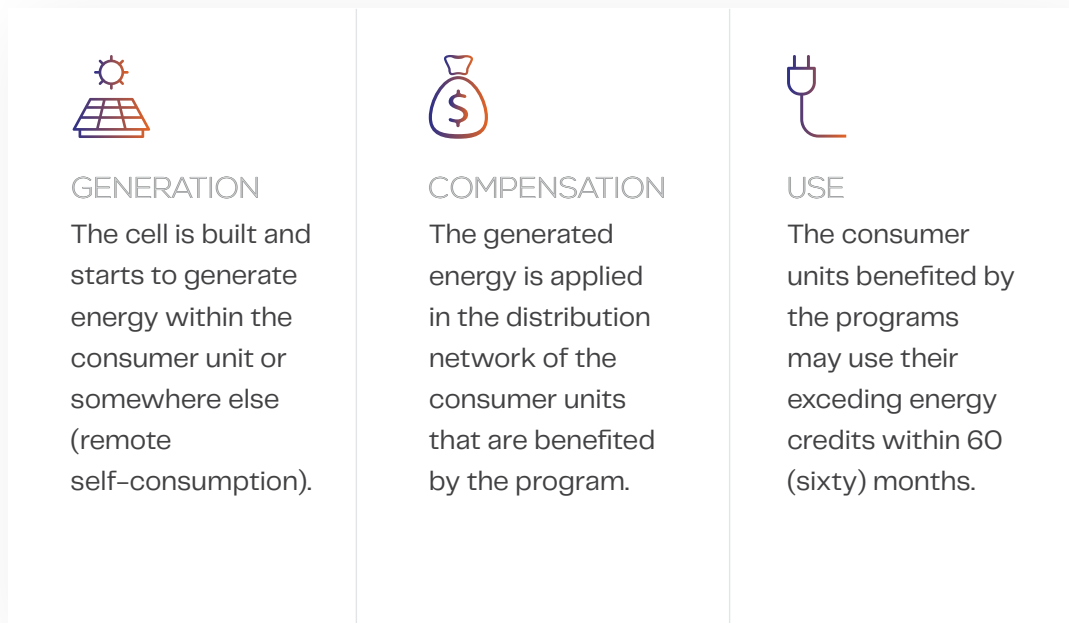 GENERATION
The cell is built and
starts to generate
energy within the
consumer unit or
somewhere else
(remote
self-consumption).
COMPENSATION
The generated
energy is applied
in the distribution
network of the
consumer units
that are benefited
by the program.
USE
The consumer
units benefited by
the programs
may use their
exceding energy
credits within 60
(sixty) months.